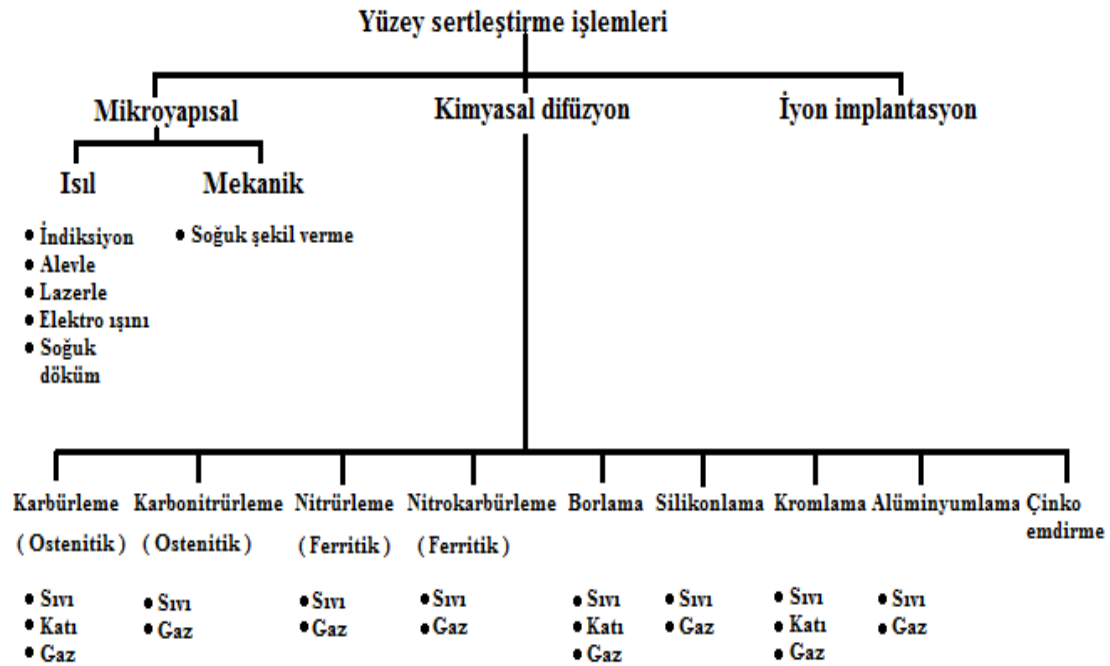 Yüzey sertleştirme işlemleri
Mikroyapısal
Kimyasal difüzyon
İyon implantasyon
Isıl
Mekanik
• İndiksiyon
• Alevle
• Lazerle
• Elektro ışını
• Soğuk
döküm
• Soğuk şekil verme
Karbürleme
( Ostenitik )
• Sıvı
• Katı
• Gaz
Karbonitrürleme
( Ostenitik )
• Sıvı
• Gaz
Nitrürleme
( Ferritik )
• Sıvı
• Gaz
Nitrokarbürleme
( Ferritik )
• Sıvı
• Gaz
Borlama
• Sıvı
• Katı
• Gaz
Silikonlama
• Sıvı
• Gaz
Kromlama
• Sıvı
• Katı
• Gaz
Alüminyumlama
• Sıvı
• Gaz
Çinko
emdirme